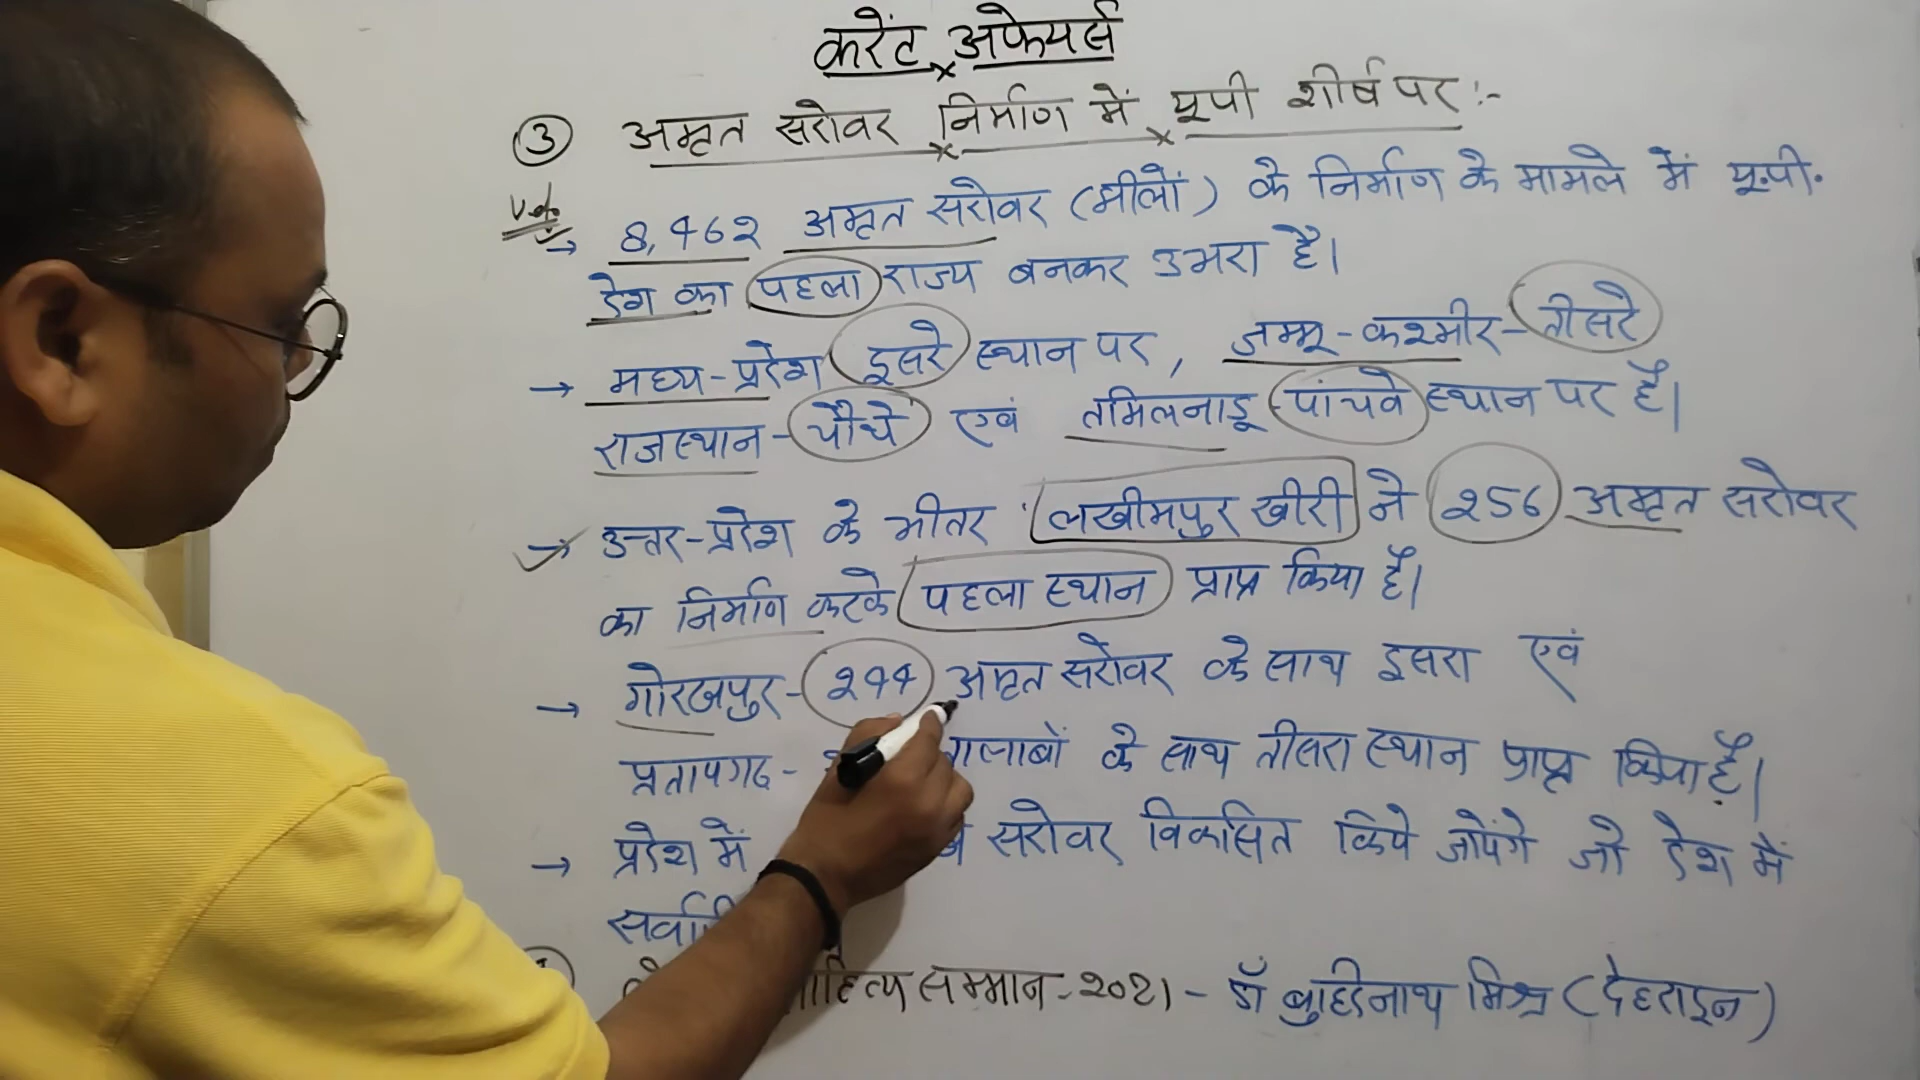 करेंट अफेयर्स
③ अमृत सरोवर निर्माण में यूपी शीर्ष पर :-
→ 8,462 अमृत सरोवर (झीलों) के निर्माण के मामले में यू.पी.
देश का पहला राज्य बनकर उभरा है।
→ मध्य-प्रदेश दूसरे स्थान पर, जम्मू-कश्मीर-तीसरे
राजस्थान-चौथे एवं तमिलनाडू पांचवे स्थान पर है।
→ उत्तर-प्रदेश के भीतर लखीमपुर खीरी ने 256 अमृत सरोवर
का निर्माण करके पहला स्थान प्राप्त किया है।
→ गोरखपुर-244 अमृत सरोवर के साथ दूसरा एवं
प्रतापगढ़- तालाबों के साथ तीसरा स्थान प्राप्त किया है।
→ प्रदेश में सरोवर विकसित किये जायेंगे जो देश में
साहित्य सम्मान-2021 - डॉ बुद्धिनाथ मिश्र (देहरादून)